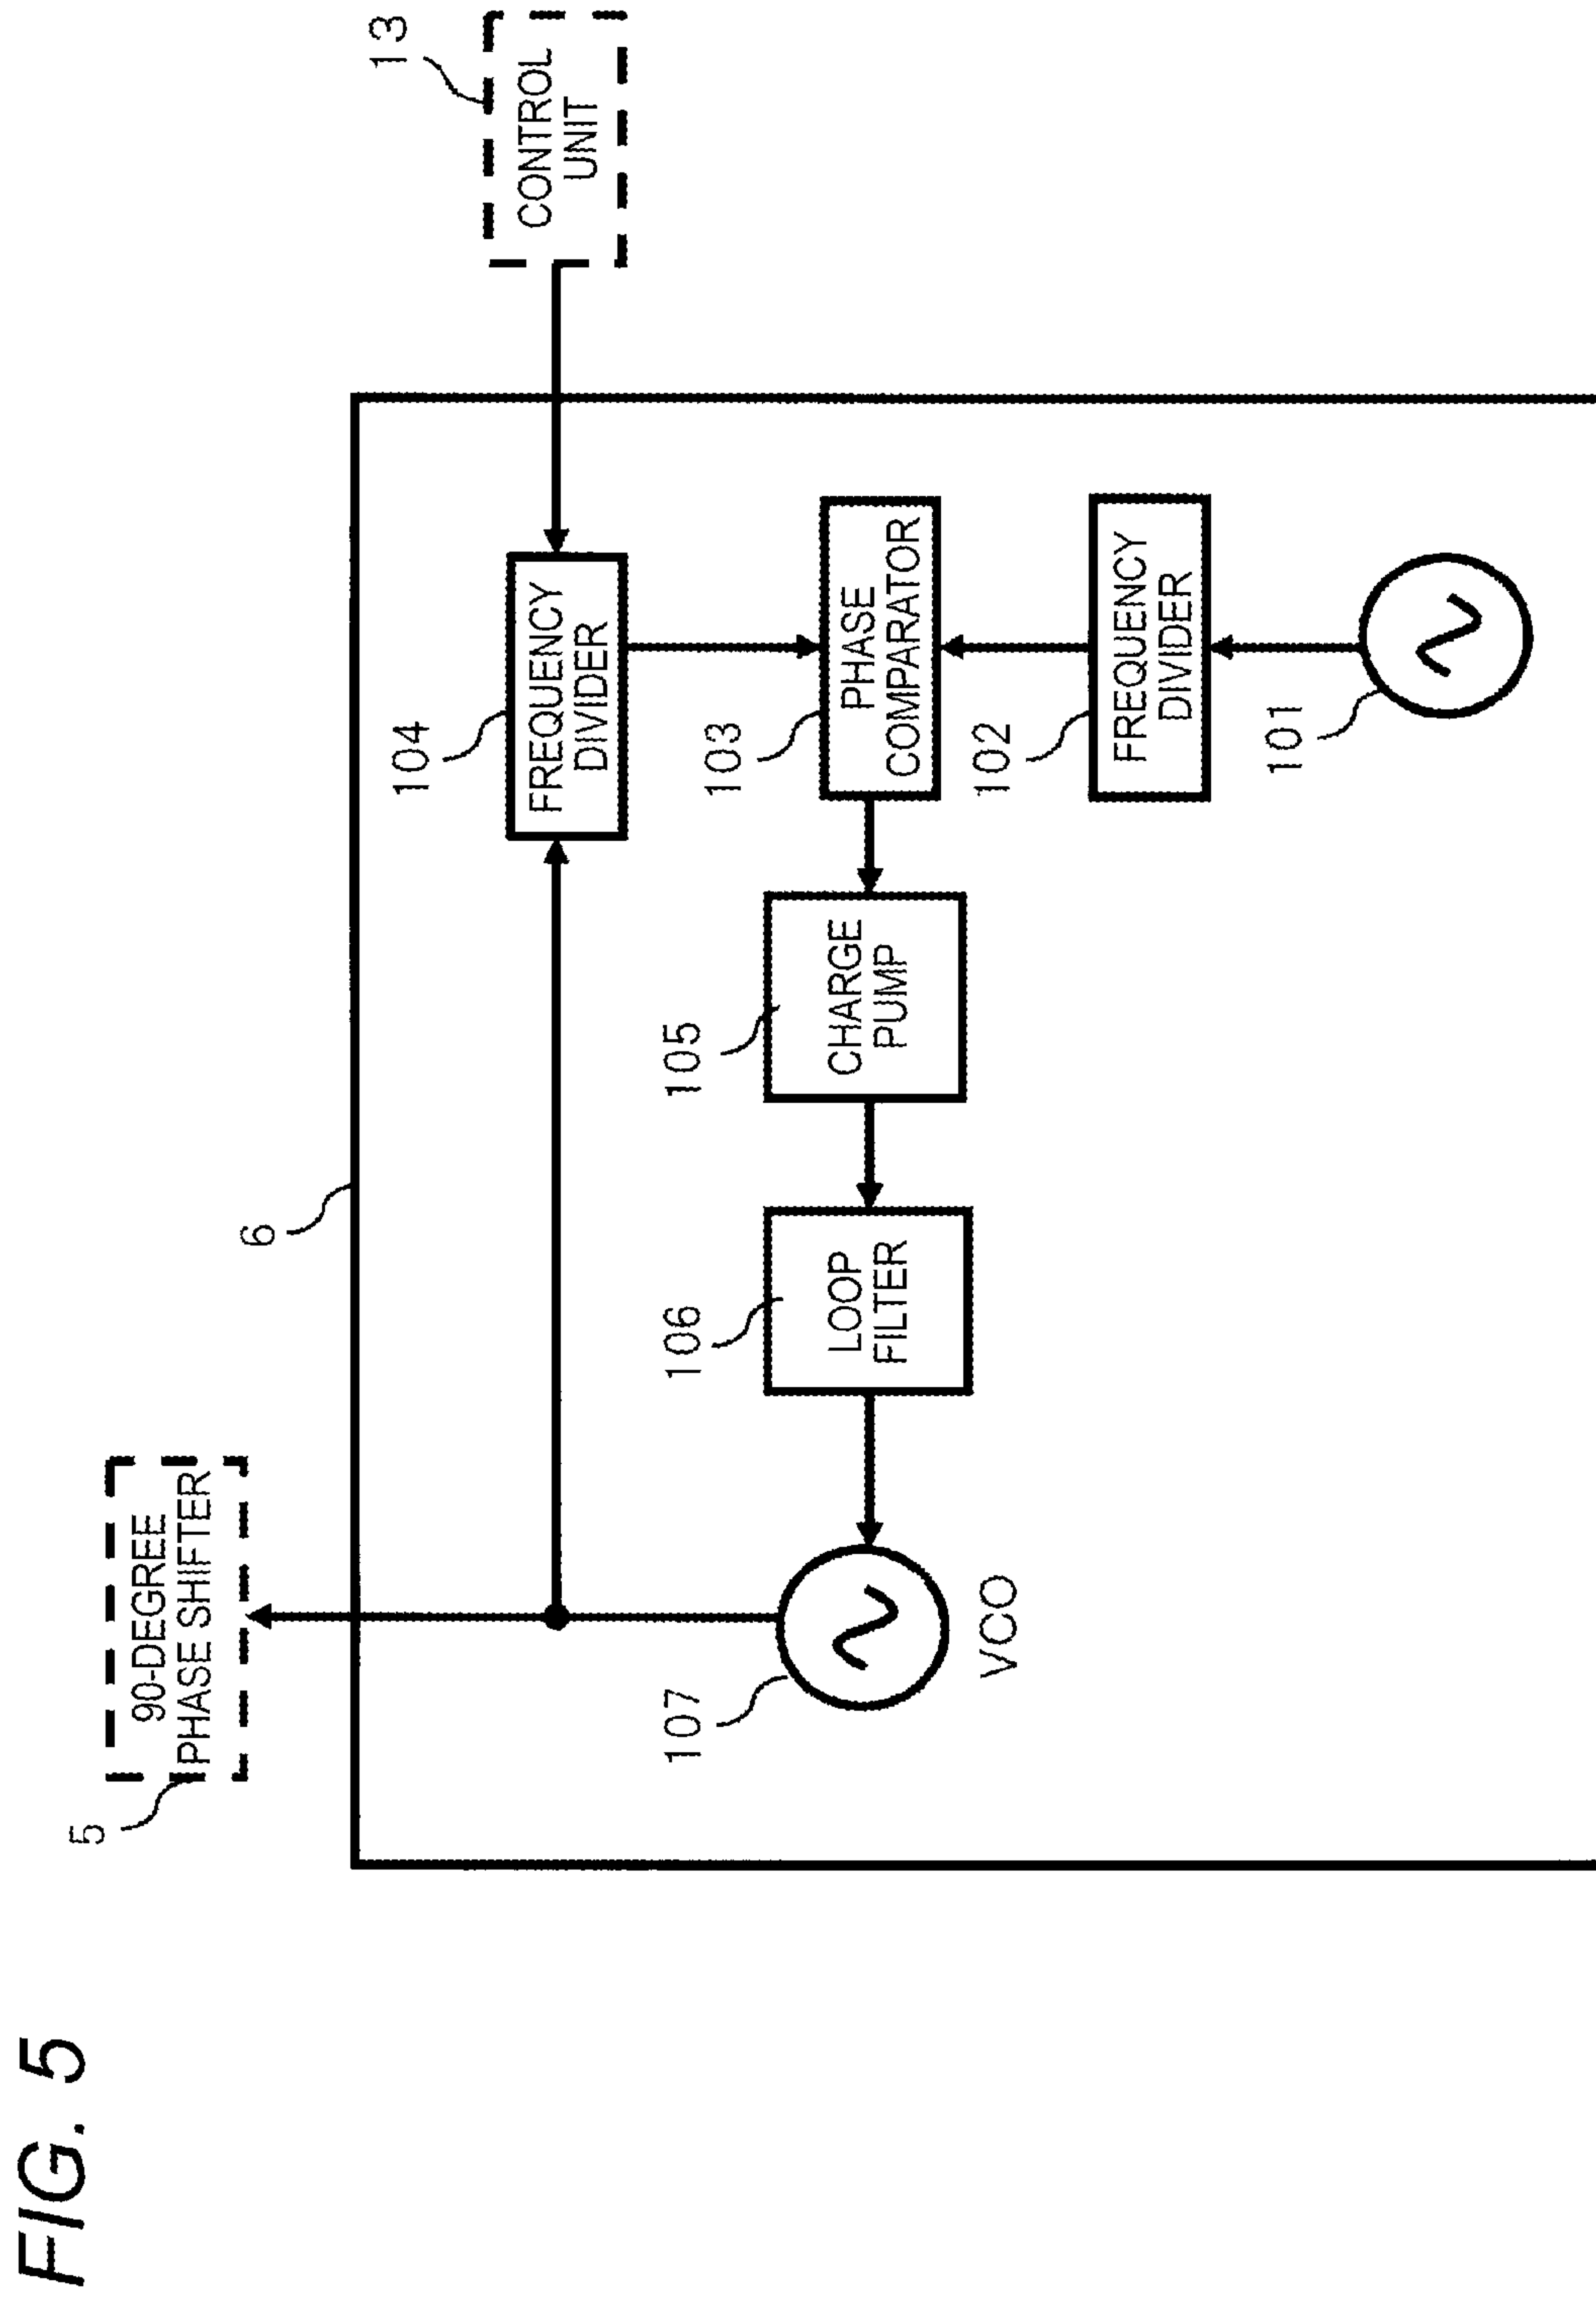 FIG. 5
5
90-DEGREE
PHASE SHIFTER
6
13
CONTROL
UNIT
104
FREQUENCY
DIVIDER
107
VCO
106
LOOP
FILTER
105
CHARGE
PUMP
103
PHASE
COMPARATOR
102
FREQUENCY
DIVIDER
101